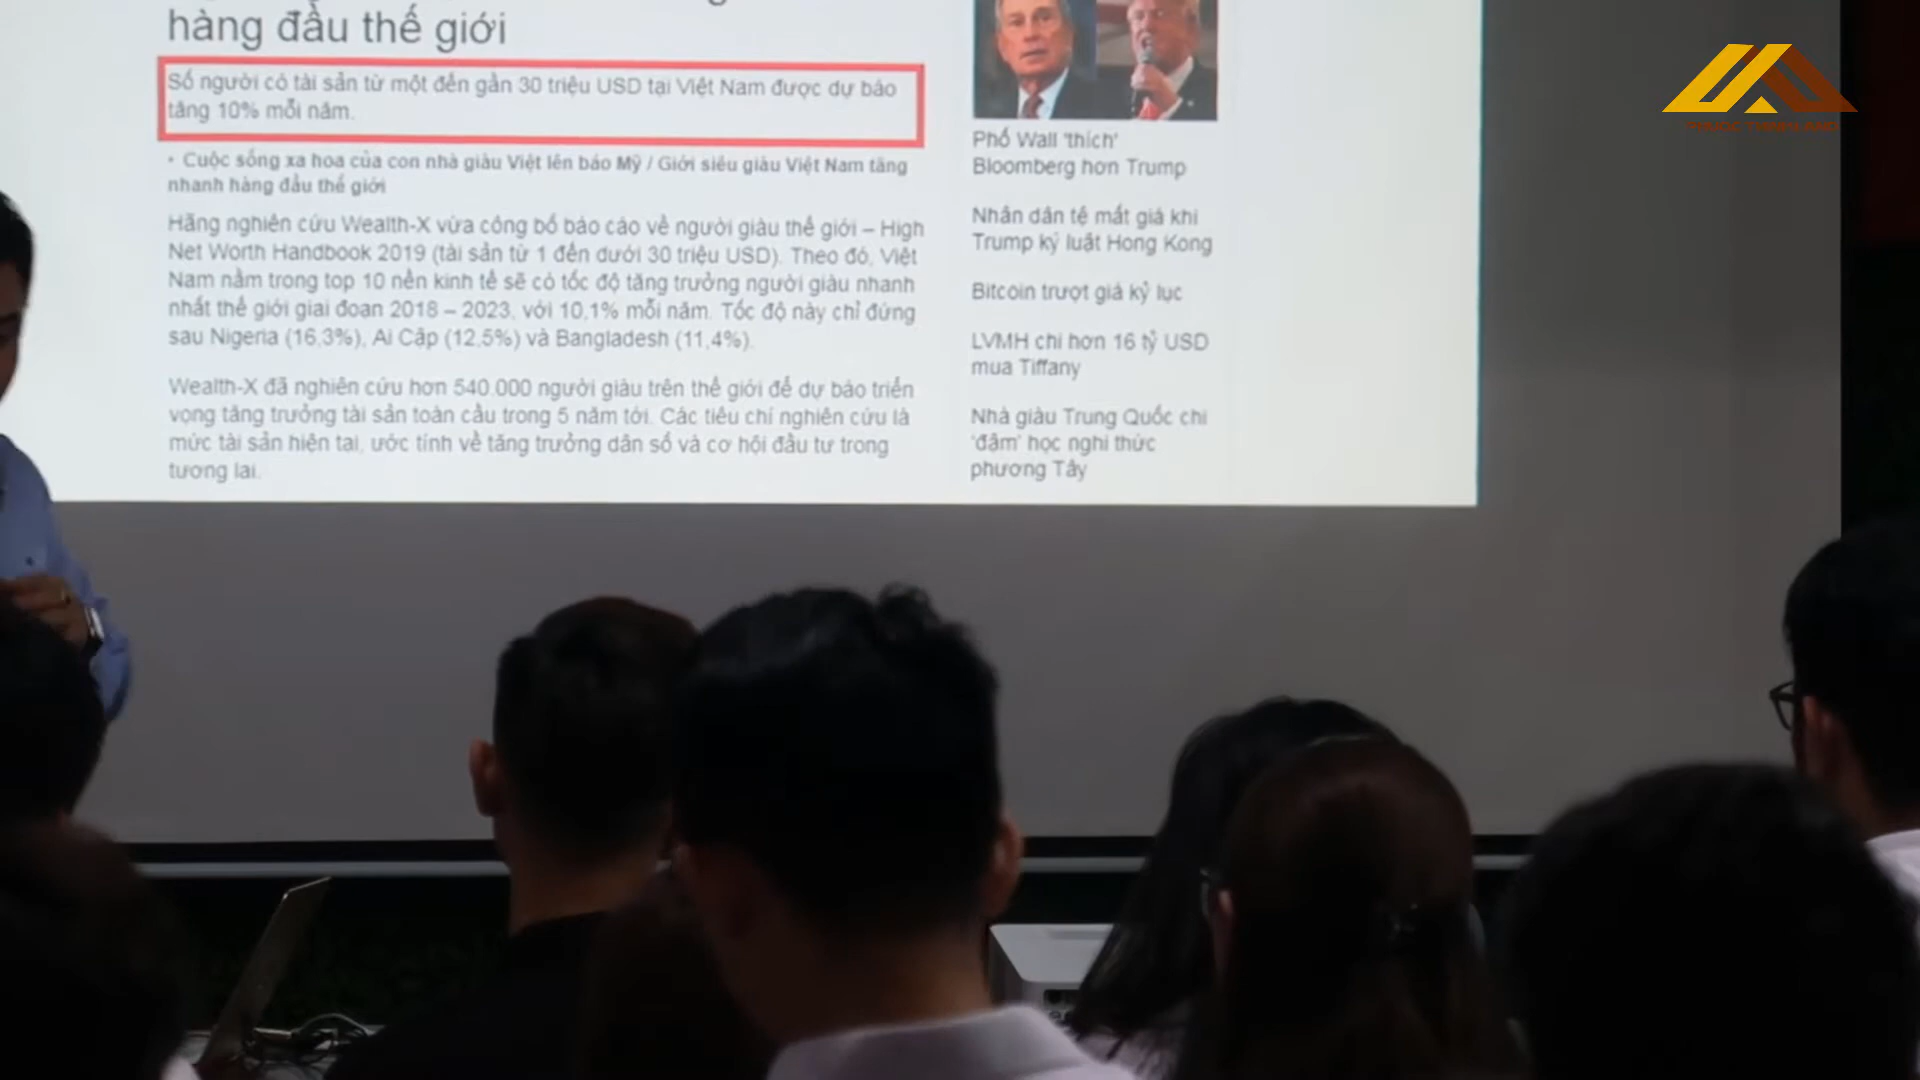 hàng đầu thế giới
Số người có tài sản từ một đến gần 30 triệu USD tại Việt Nam được dự báo
tăng 10% mỗi năm.
• Cuộc sống xa hoa của con nhà giàu Việt lên báo Mỹ / Giới siêu giàu Việt Nam tăng
nhanh hàng đầu thế giới
Hãng nghiên cứu Wealth-X vừa công bố báo cáo về người giàu thế giới – High
Net Worth Handbook 2019 (tài sản từ 1 đến dưới 30 triệu USD). Theo đó, Việt
Nam nằm trong top 10 nền kinh tế sẽ có tốc độ tăng trưởng người giàu nhanh
nhất thế giới giai đoạn 2018 – 2023, với 10,1% mỗi năm. Tốc độ này chỉ đứng
sau Nigeria (16,3%), Ai Cập (12,5%) và Bangladesh (11,4%).
Wealth-X đã nghiên cứu hơn 540.000 người giàu trên thế giới để dự báo triển
vọng tăng trưởng tài sản toàn cầu trong 5 năm tới. Các tiêu chí nghiên cứu là
mức tài sản hiện tại, ước tính về tăng trưởng dân số và cơ hội đầu tư trong
tương lai.
Phố Wall 'thích'
Bloomberg hơn Trump
Nhân dân tệ mất giá khi
Trump ký luật Hong Kong
Bitcoin trượt giá kỷ lục
LVMH chi hơn 16 tỷ USD
mua Tiffany
Nhà giàu Trung Quốc chi
'đậm' học nghi thức
phương Tây
PHUOC THINH LAND